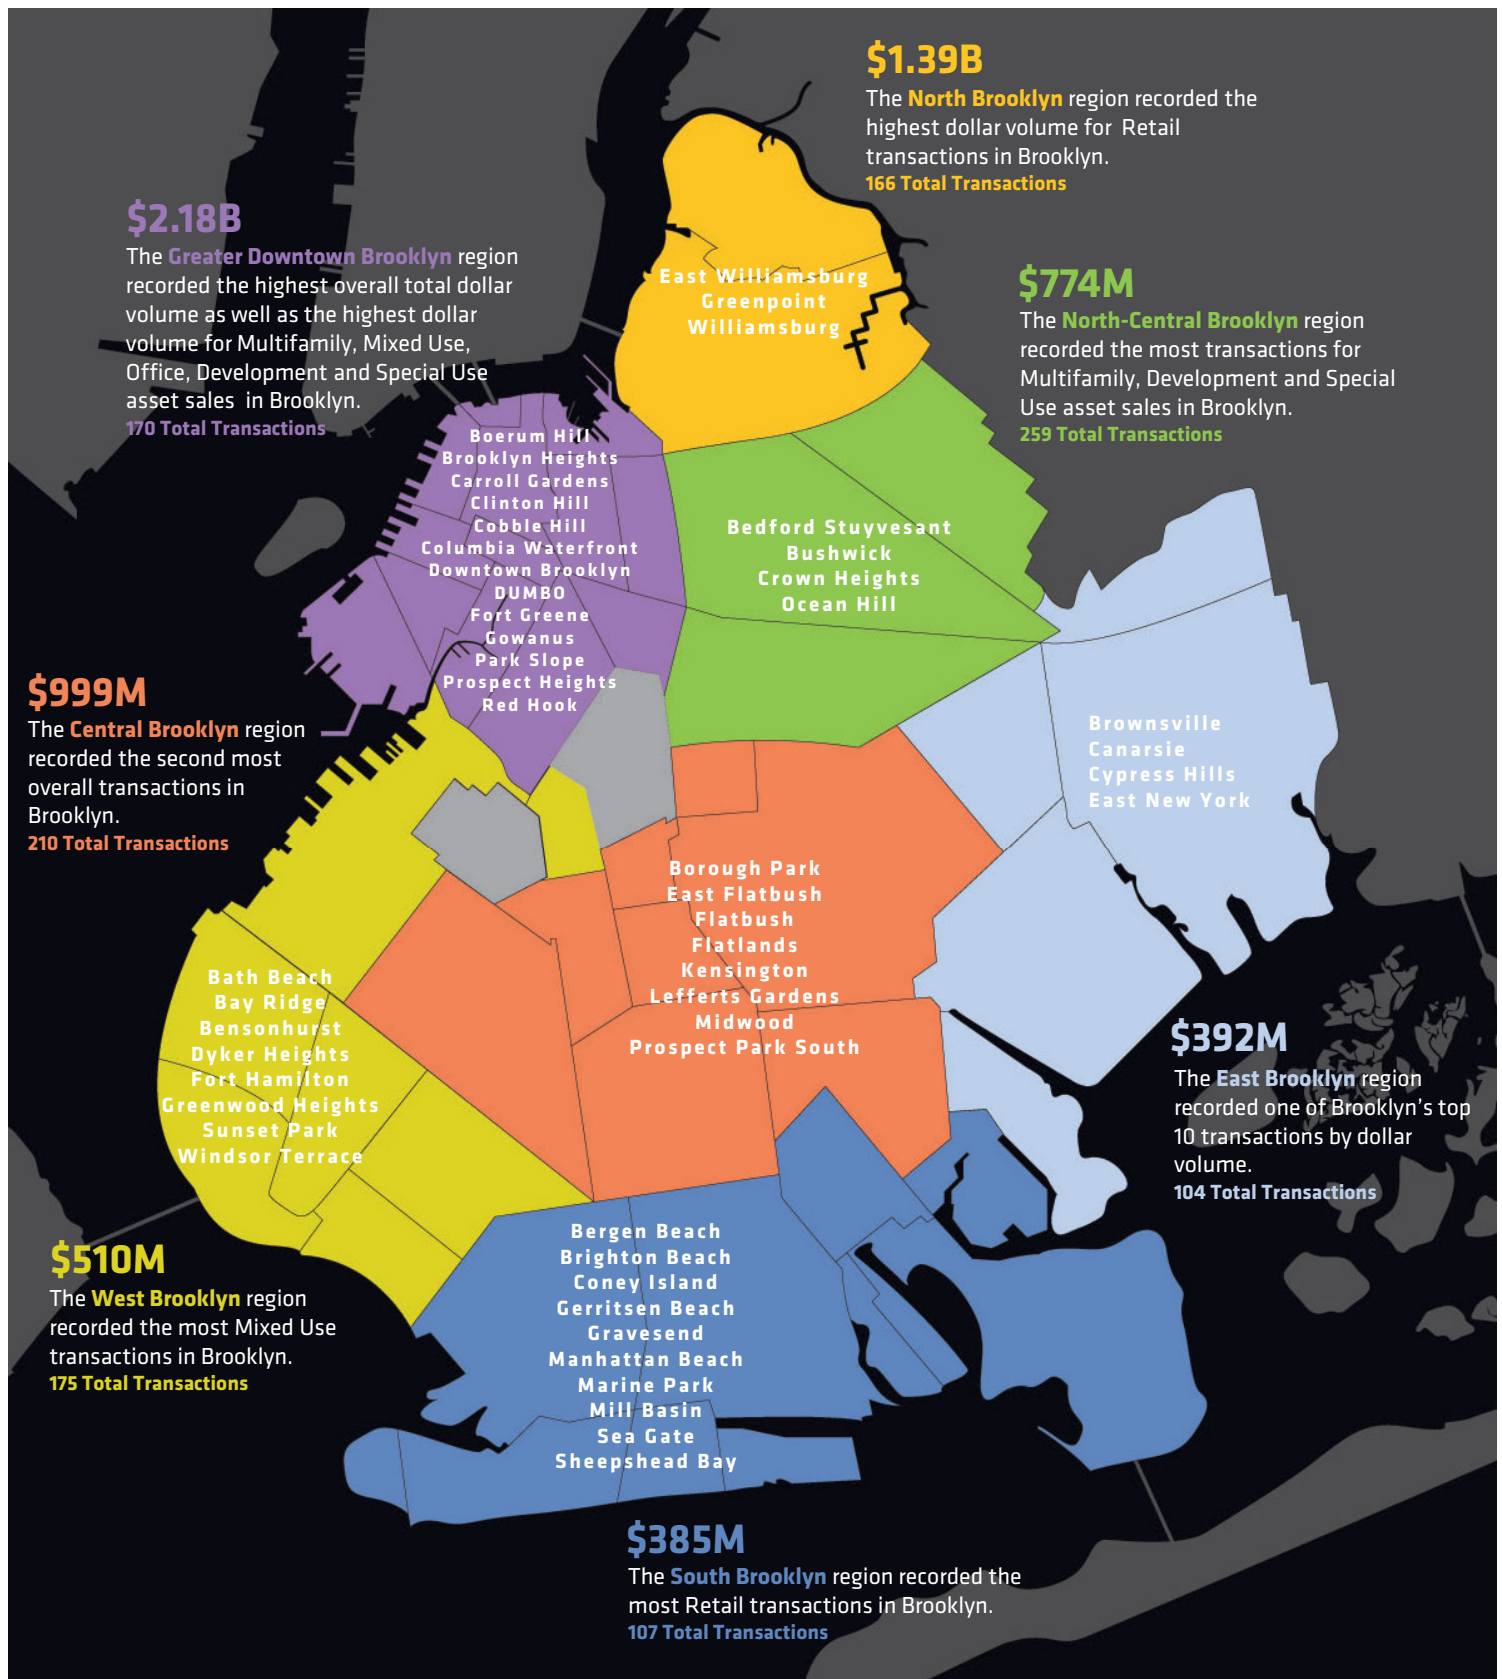 $1.39B
The North Brooklyn region recorded the
highest dollar volume for Retail
transactions in Brooklyn.
166 Total Transactions
$2.18B
The Greater Downtown Brooklyn region
recorded the highest overall total dollar
volume as well as the highest dollar
volume for Multifamily, Mixed Use,
Office, Development and Special Use
asset sales in Brooklyn.
170 Total Transactions
East Williamsburg
Greenpoint
Williamsburg
$774M
The North-Central Brooklyn region
recorded the most transactions for
Multifamily, Development and Special
Use asset sales in Brooklyn.
259 Total Transactions
Boerum Hill
Brooklyn Heights
Carroll Gardens
Clinton Hill
Cobble Hill
Columbia Waterfront
Downtown Brooklyn
DUMBO
Fort Greene
Gowanus
Park Slope
Prospect Heights
Red Hook
Bedford Stuyvesant
Bushwick
Crown Heights
Ocean Hill
$999M
The Central Brooklyn region
recorded the second most
overall transactions in
Brooklyn.
210 Total Transactions
Brownsville
Canarsie
Cypress Hills
East New York
Borough Park
East Flatbush
Flatbush
Flatlands
Kensington
Lefferts Gardens
Midwood
Prospect Park South
Bath Beach
Bay Ridge
Bensonhurst
Dyker Heights
Fort Hamilton
Greenwood Heights
Sunset Park
Windsor Terrace
$392M
The East Brooklyn region
recorded one of Brooklyn's top
10 transactions by dollar
volume.
104 Total Transactions
$510M
The West Brooklyn region
recorded the most Mixed Use
transactions in Brooklyn.
175 Total Transactions
Bergen Beach
Brighton Beach
Coney Island
Gerritsen Beach
Gravesend
Manhattan Beach
Marine Park
Mill Basin
Sea Gate
Sheepshead Bay
$385M
The South Brooklyn region recorded the
most Retail transactions in Brooklyn.
107 Total Transactions